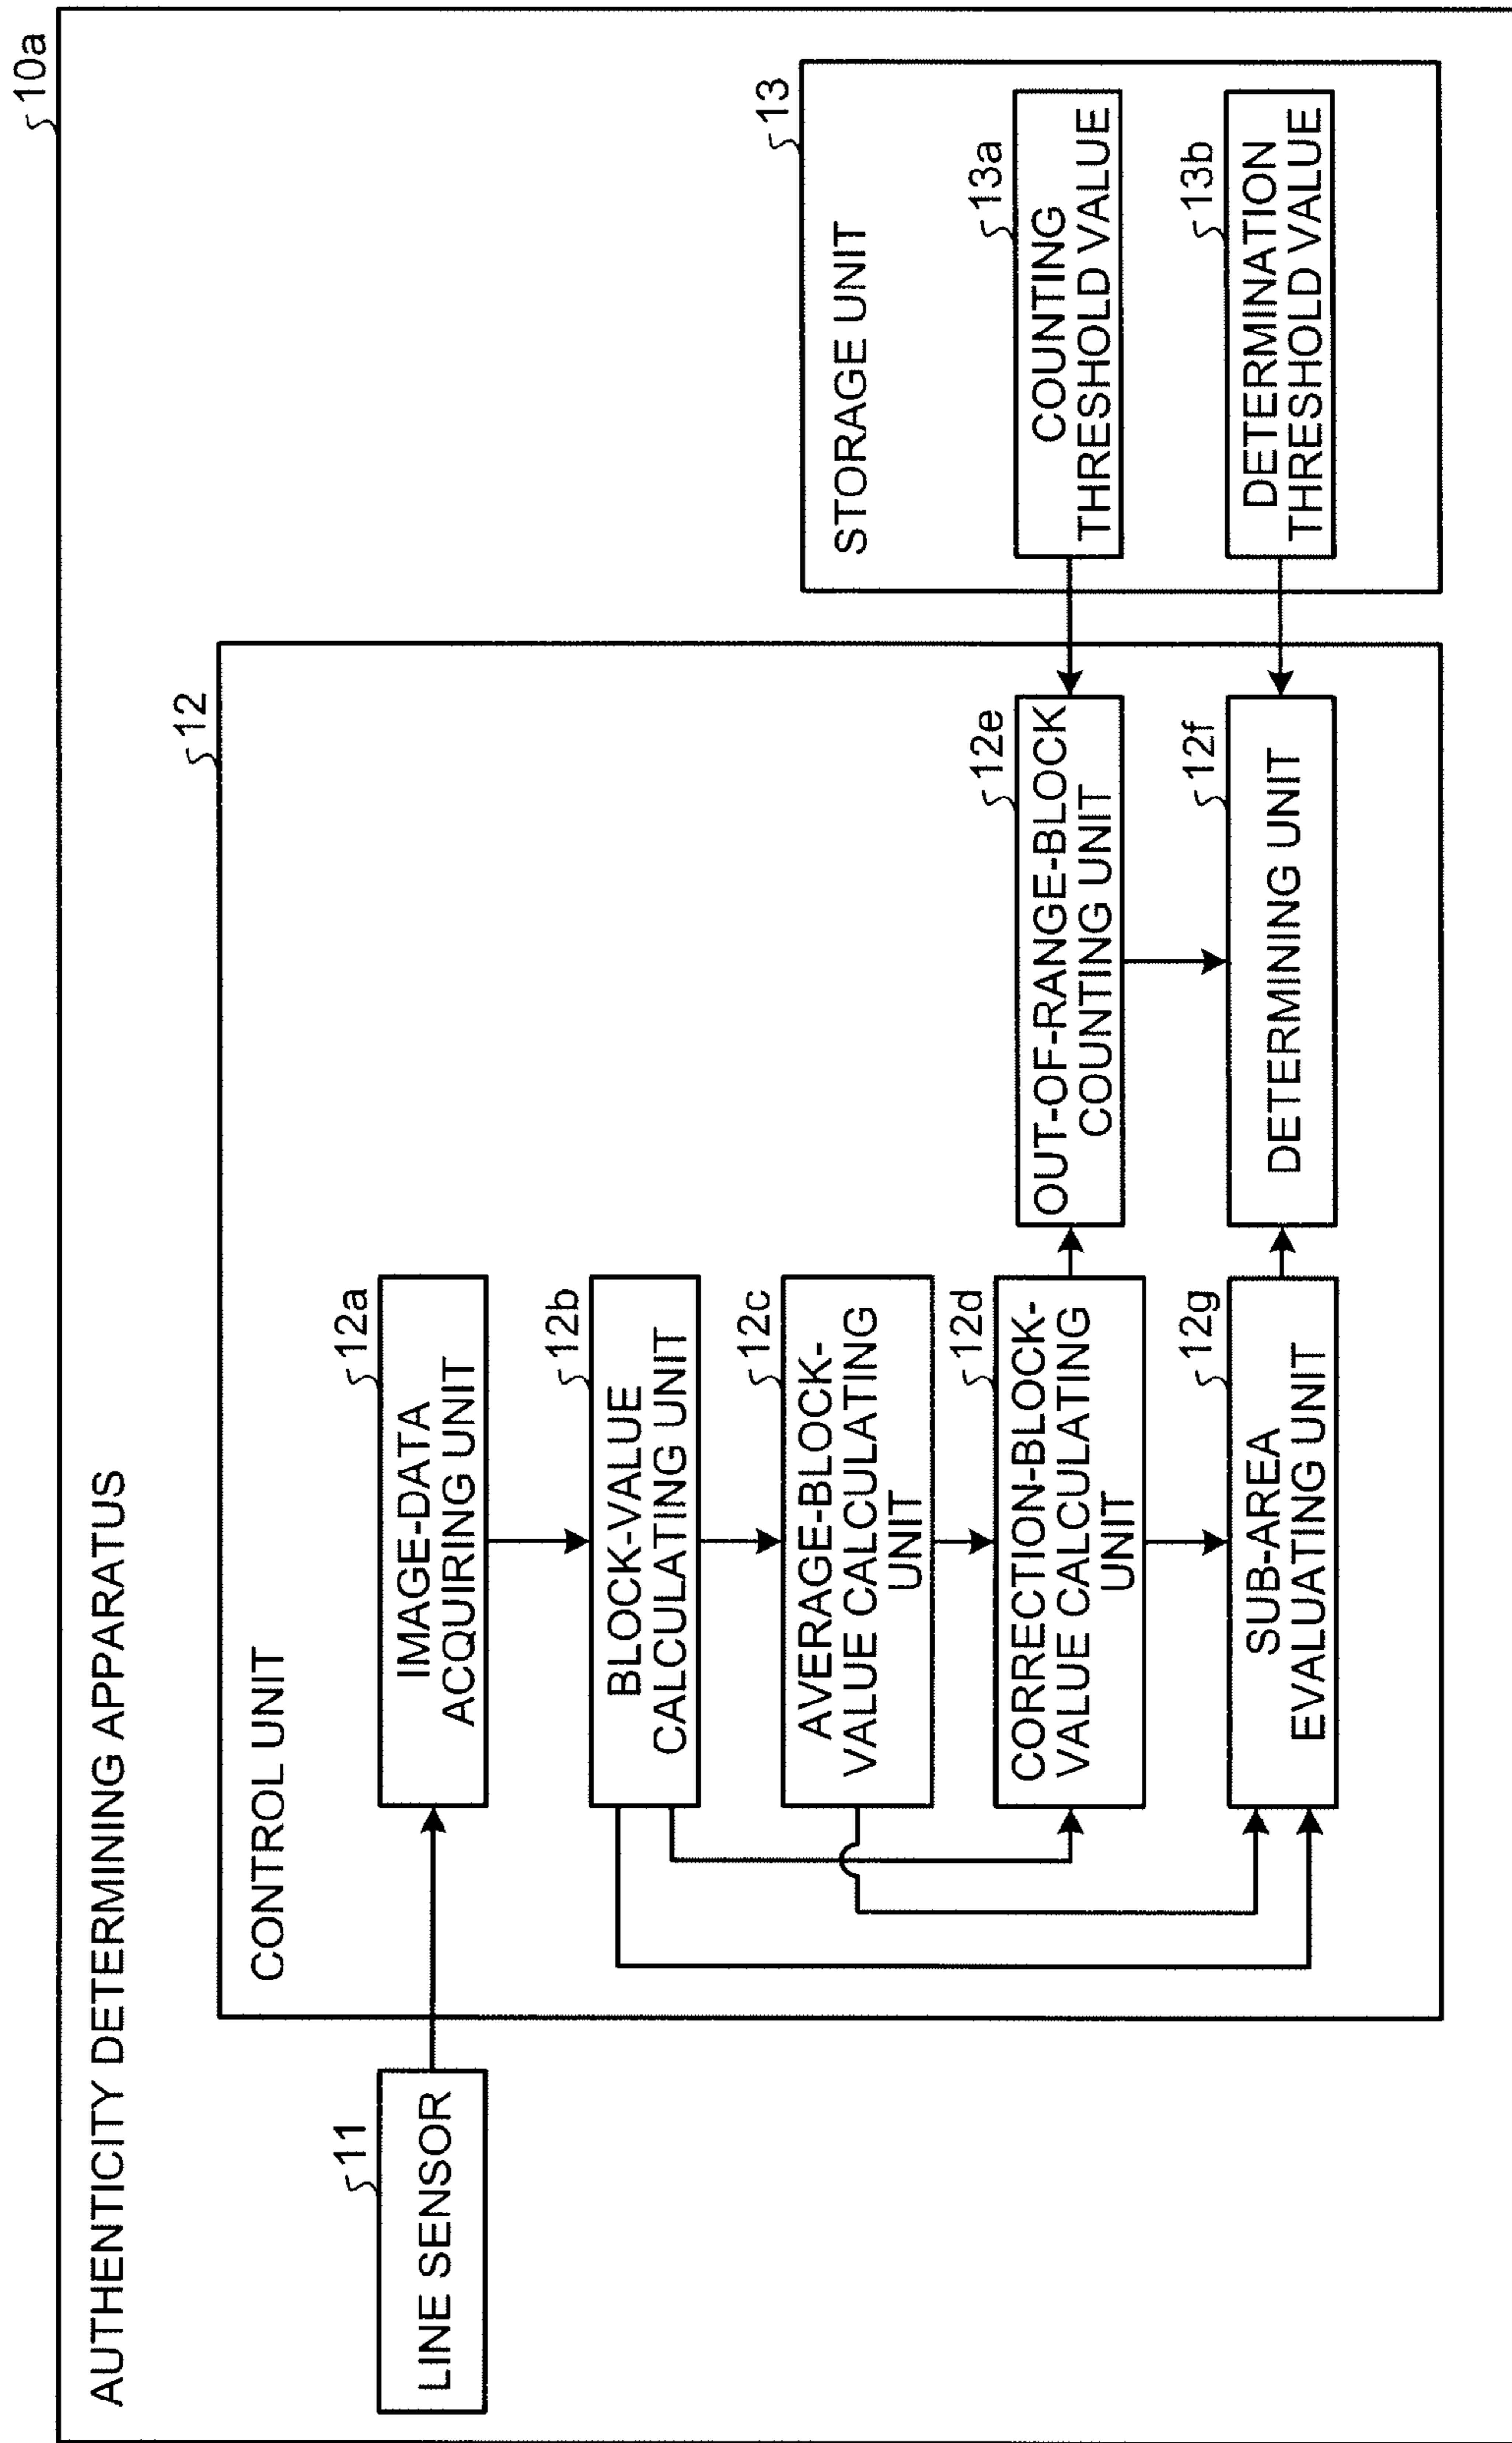 10a
AUTHENTICITY DETERMINING APPARATUS
12
CONTROL UNIT
11
LINE SENSOR
12a
IMAGE-DATA
ACQUIRING UNIT
12b
BLOCK-VALUE
CALCULATING UNIT
12c
AVERAGE-BLOCK-
VALUE CALCULATING
UNIT
12d
CORRECTION-BLOCK-
VALUE CALCULATING
UNIT
12g
SUB-AREA
EVALUATING UNIT
12e
OUT-OF-RANGE-BLOCK
COUNTING UNIT
12f
DETERMINING UNIT
13
STORAGE UNIT
13a
COUNTING
THRESHOLD VALUE
13b
DETERMINATION
THRESHOLD VALUE